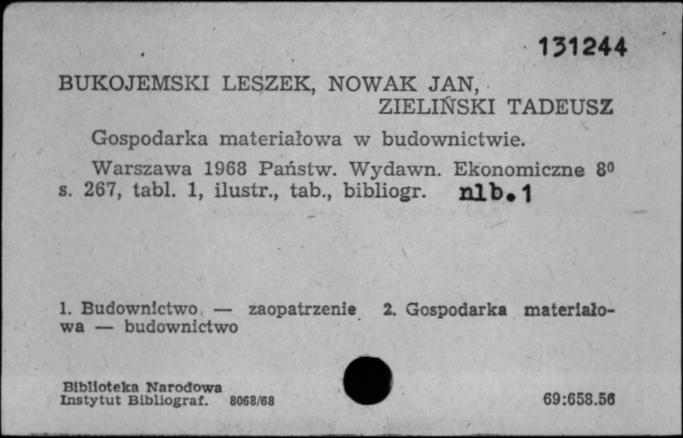 131244
BUKOJEMSKI LESZEK, NOWAK JAN,
ZIELIŃSKI TADEUSZ
Gospodarka materiałowa w budownictwie.
Warszawa 1968 Państw. Wydawn. Ekonomiczne 8⁰
s. 267, tabl. 1, ilustr., tab., bibliogr. nlb.1
1. Budownictwo — zaopatrzenie 2. Gospodarka materiało-
wa — budownictwo
Biblioteka Narodowa
Instytut Bibliograf. 8068/68
69:658.56